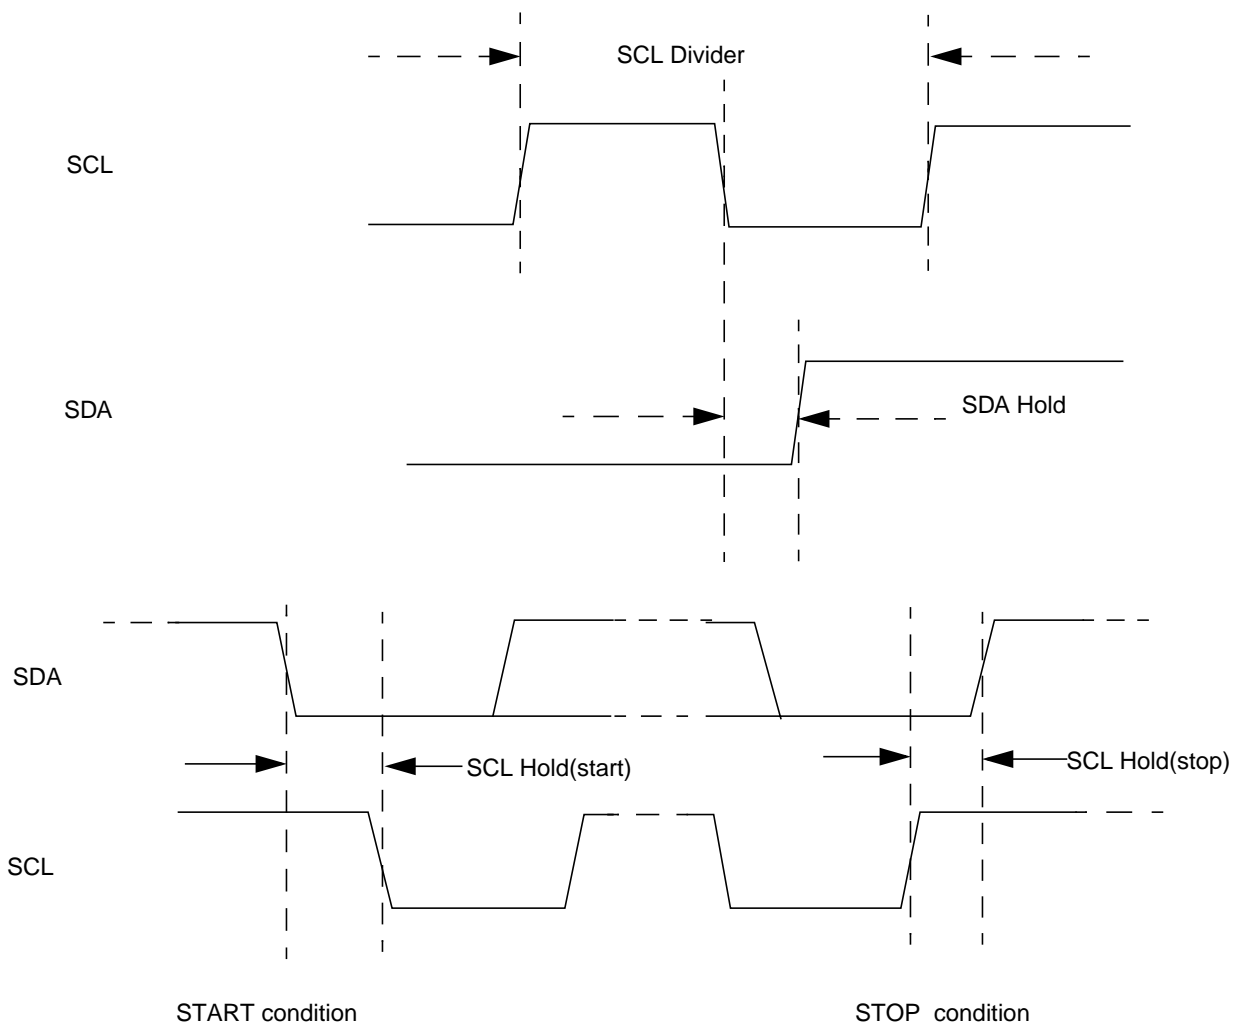 SCL Divider
SCL
SDA
SDA Hold
SDA
SCL Hold(start)
SCL Hold(stop)
SCL
START condition
STOP condition